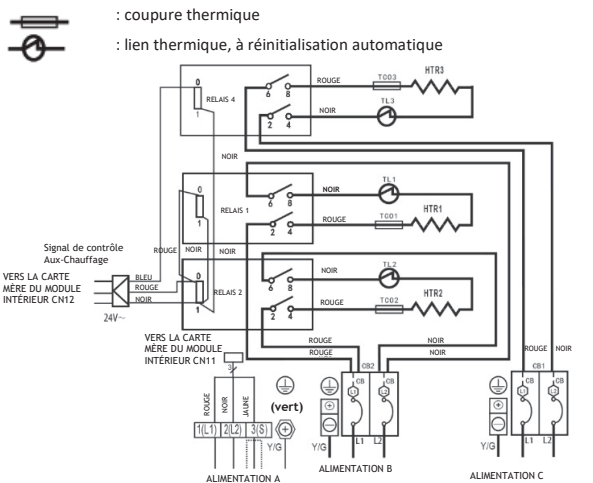 : coupure thermique
: lien thermique, à réinitialisation automatique
HTR3
ROUGE
TCO3
0
RELAIS 4
6 8
NOIR
TL3
1
2 4
NOIR
TL1
0
NOIR
6 8
RELAIS 1
ROUGE
TCO1
HTR1
1
2 4
Signal de contrôle
Aux-Chauffage
ROUGE
NOIR
NOIR
TL2
NOIR
0
6 8
VERS LA CARTE
MÈRE DU MODULE
INTÉRIEUR CN12
BLEU
ROUGE
NOIR
RELAIS 2
ROUGE
TCO2
HTR2
1
2 4
24V~
VERS LA CARTE
MÈRE DU MODULE
INTÉRIEUR CN11
ROUGE
ROUGE
NOIR
NOIR
ROUGE
NOIR
3
CB2
CB1
CB
CB
CB
CB
L1
L2
L1
L2
ROUGE
NOIR
JAUNE
(vert)
1(L1) 2(L2) 3(S)
Y/G
Y/G
L1
L2
Y/G
L1
L2
ALIMENTATION A
ALIMENTATION B
ALIMENTATION C